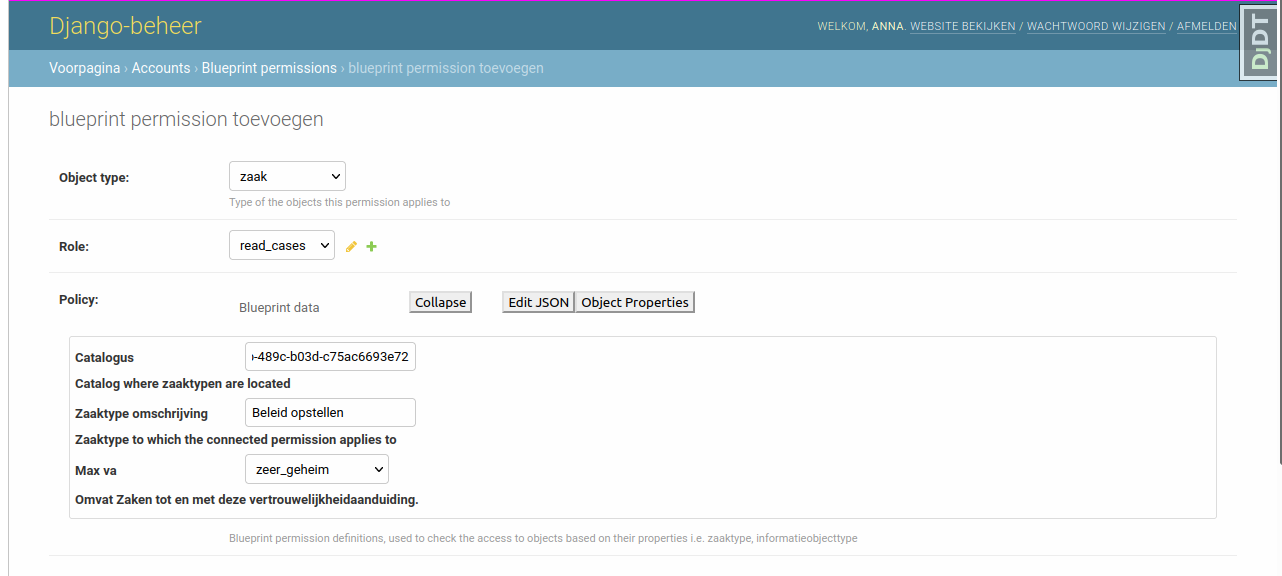 Django-beheer
WELKOM, ANNA. WEBSITE BEKIJKEN / WACHTWOORD WIJZIGEN / AFMELDEN
DjDT
Voorpagina › Accounts › Blueprint permissions › blueprint permission toevoegen
blueprint permission toevoegen
Object type: zaak
Type of the objects this permission applies to
Role: read_cases
Policy: Blueprint data Collapse Edit JSON Object Properties
Catalogus -489c-b03d-c75ac6693e72
Catalog where zaaktypen are located
Zaaktype omschrijving Beleid opstellen
Zaaktype to which the connected permission applies to
Max va zeer_geheim
Omvat Zaken tot en met deze vertrouwelijkheidaanduiding.
Blueprint permission definitions, used to check the access to objects based on their properties i.e. zaaktype, informatieobjecttype